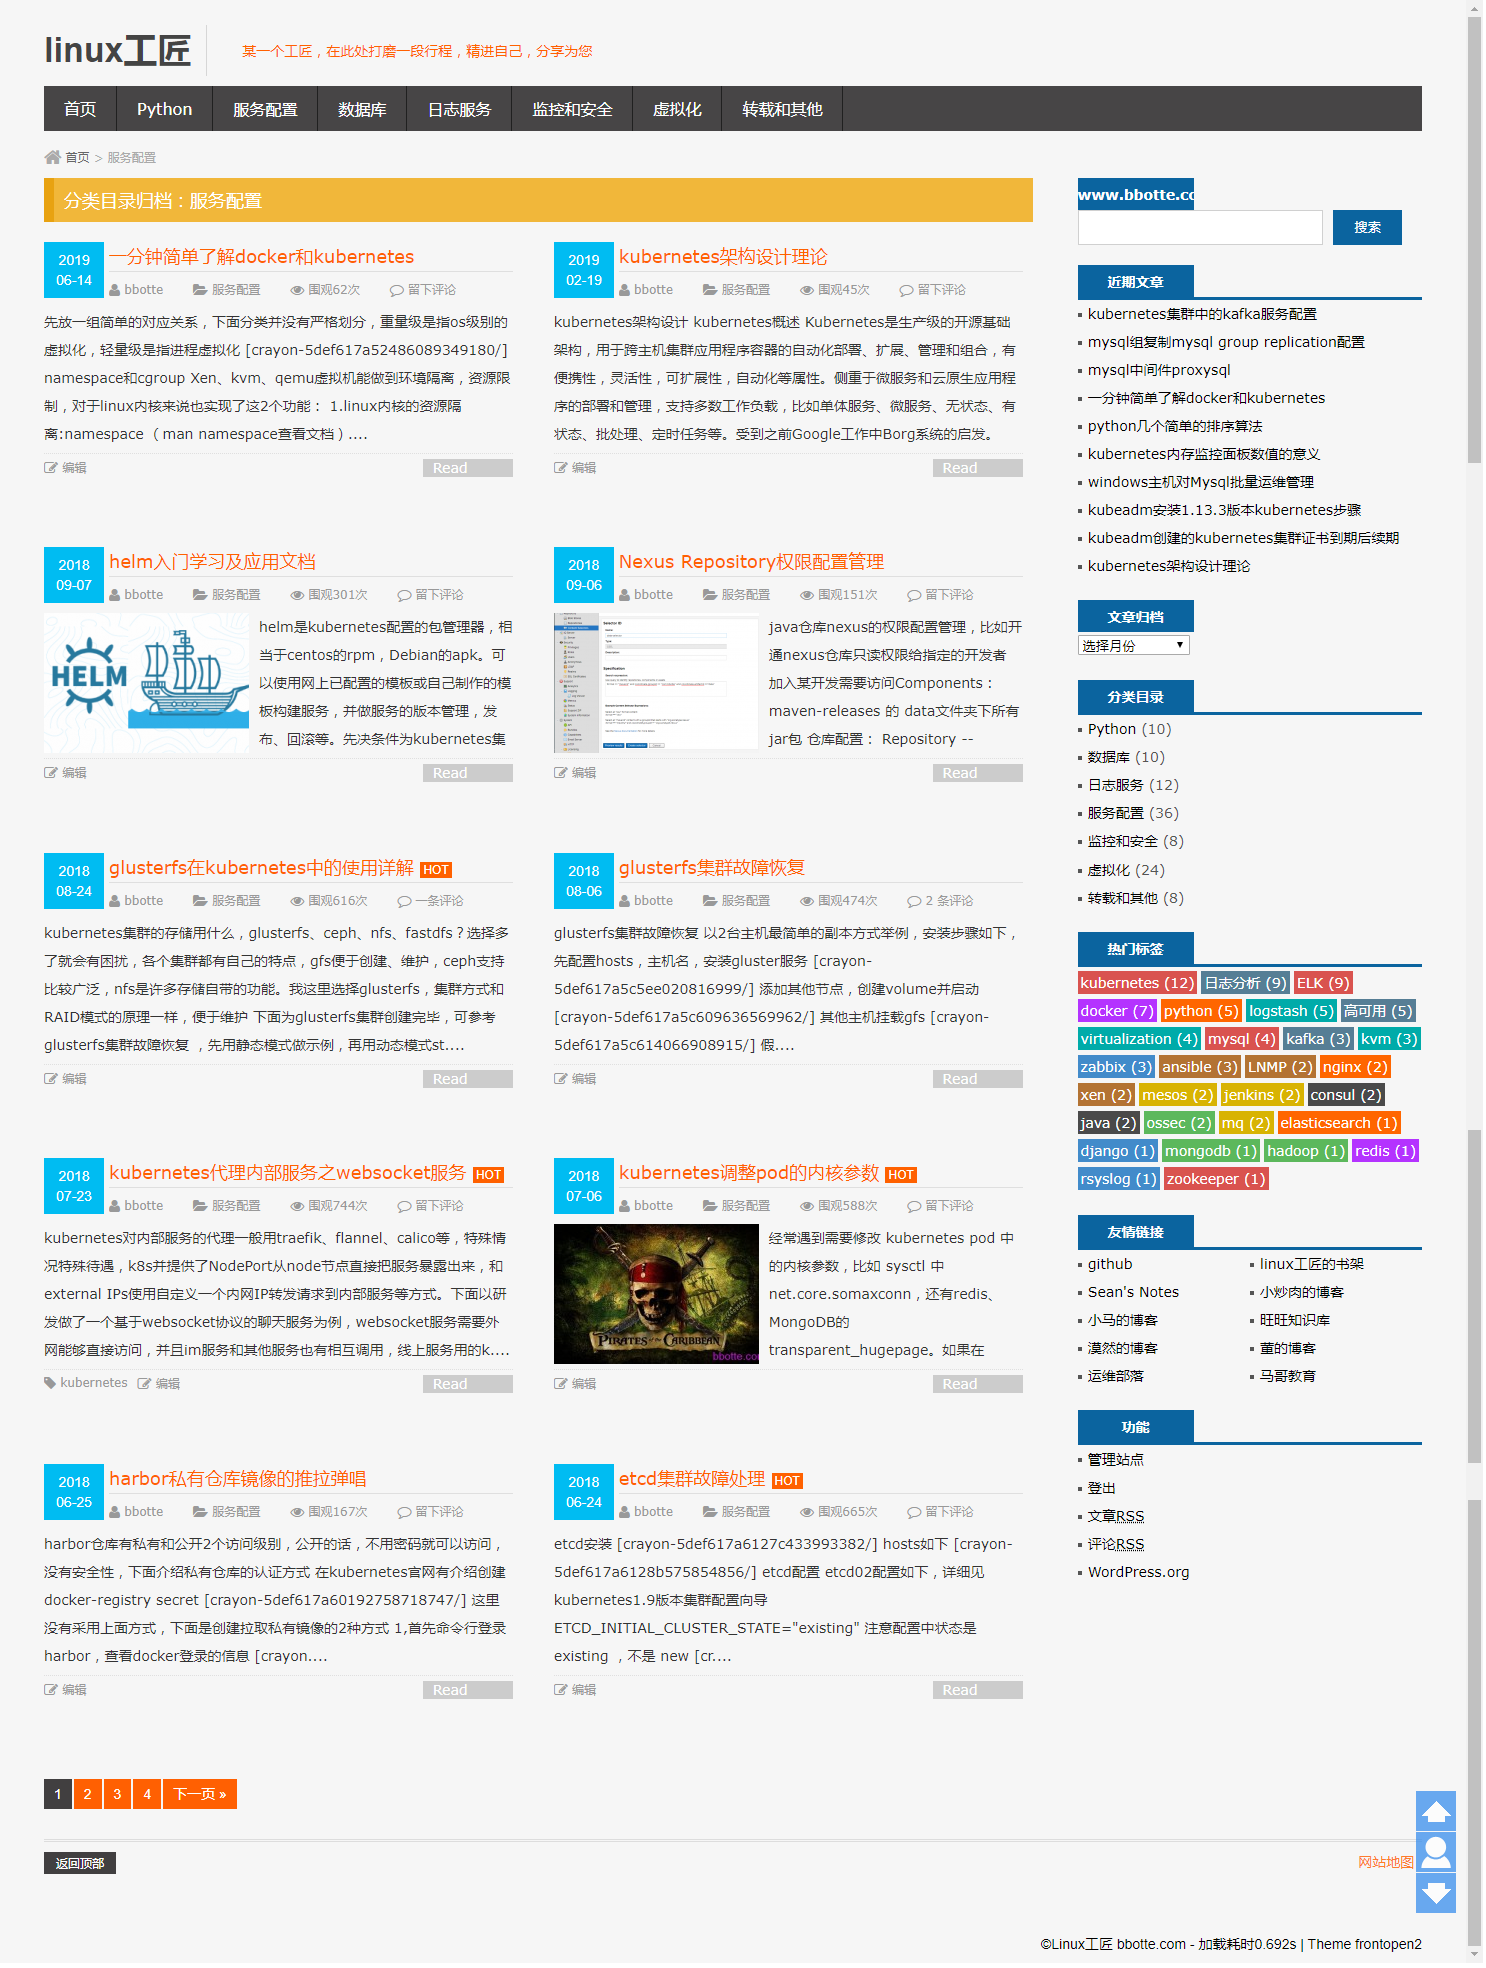 linux工匠
某一个工匠，在此处打磨一段行程，精进自己，分享为您
首页 Python 服务配置 数据库 日志服务 监控和安全 虚拟化 转载和其他
首页 > 服务配置
分类目录归档：服务配置
2019
06-14
一分钟简单了解docker和kubernetes
bbotte 服务配置 围观62次 留下评论
先放一组简单的对应关系，下面分类并没有严格划分，重量级是指os级别的
虚拟化，轻量级是指进程虚拟化 [crayon-5def617a52486089349180/]
namespace和cgroup Xen、kvm、qemu虚拟机能做到环境隔离，资源限
制，对于linux内核来说也实现了这2个功能： 1.linux内核的资源隔
离:namespace （man namespace查看文档）....
编辑 Read
2019
02-19
kubernetes架构设计理论
bbotte 服务配置 围观45次 留下评论
kubernetes架构设计 kubernetes概述 Kubernetes是生产级的开源基础
架构，用于跨主机集群应用程序容器的自动化部署、扩展、管理和组合，有
便携性，灵活性，可扩展性，自动化等属性。侧重于微服务和云原生应用程
序的部署和管理，支持多数工作负载，比如单体服务、微服务、无状态、有
状态、批处理、定时任务等。受到之前Google工作中Borg系统的启发。
编辑 Read
2018
09-07
helm入门学习及应用文档
bbotte 服务配置 围观301次 留下评论
HELM
helm是kubernetes配置的包管理器，相
当于centos的rpm，Debian的apk。可
以使用网上已配置的模板或自己制作的模
板构建服务，并做服务的版本管理，发
布、回滚等。先决条件为kubernetes集
编辑 Read
2018
09-06
Nexus Repository权限配置管理
bbotte 服务配置 围观151次 留下评论
java仓库nexus的权限配置管理，比如开
通nexus仓库只读权限给指定的开发者
加入某开发需要访问Components：
maven-releases 的 data文件夹下所有
jar包 仓库配置： Repository --
编辑 Read
2018
08-24
glusterfs在kubernetes中的使用详解 HOT
bbotte 服务配置 围观616次 一条评论
kubernetes集群的存储用什么，glusterfs、ceph、nfs、fastdfs？选择多
了就会有困扰，各个集群都有自己的特点，gfs便于创建、维护，ceph支持
比较广泛，nfs是许多存储自带的功能。我这里选择glusterfs，集群方式和
RAID模式的原理一样，便于维护 下面为glusterfs集群创建完毕，可参考
glusterfs集群故障恢复 ，先用静态模式做示例，再用动态模式st....
编辑 Read
2018
08-06
glusterfs集群故障恢复
bbotte 服务配置 围观474次 2 条评论
glusterfs集群故障恢复 以2台主机最简单的副本方式举例，安装步骤如下，
先配置hosts，主机名，安装gluster服务 [crayon-
5def617a5c5ee020816999/] 添加其他节点，创建volume并启动
[crayon-5def617a5c609636569962/] 其他主机挂载gfs [crayon-
5def617a5c614066908915/] 假....
编辑 Read
2018
07-23
kubernetes代理内部服务之websocket服务 HOT
bbotte 服务配置 围观744次 留下评论
kubernetes对内部服务的代理一般用traefik、flannel、calico等，特殊情
况特殊待遇，k8s并提供了NodePort从node节点直接把服务暴露出来，和
external IPs使用自定义一个内网IP转发请求到内部服务等方式。下面以研
发做了一个基于websocket协议的聊天服务为例，websocket服务需要外
网能够直接访问，并且im服务和其他服务也有相互调用，线上服务用的k....
kubernetes 编辑 Read
2018
07-06
kubernetes调整pod的内核参数 HOT
bbotte 服务配置 围观588次 留下评论
PIRATES of the CARIBBEAN
bbotte.com
经常遇到需要修改 kubernetes pod 中
的内核参数，比如 sysctl 中
net.core.somaxconn，还有redis、
MongoDB的
transparent_hugepage。如果在
编辑 Read
2018
06-25
harbor私有仓库镜像的推拉弹唱
bbotte 服务配置 围观167次 留下评论
harbor仓库有私有和公开2个访问级别，公开的话，不用密码就可以访问，
没有安全性，下面介绍私有仓库的认证方式 在kubernetes官网有介绍创建
docker-registry secret [crayon-5def617a60192758718747/] 这里
没有采用上面方式，下面是创建拉取私有镜像的2种方式 1,首先命令行登录
harbor，查看docker登录的信息 [crayon....
编辑 Read
2018
06-24
etcd集群故障处理 HOT
bbotte 服务配置 围观665次 留下评论
etcd安装 [crayon-5def617a6127c433993382/] hosts如下 [crayon-
5def617a6128b575854856/] etcd配置 etcd02配置如下，详细见
kubernetes1.9版本集群配置向导
ETCD_INITIAL_CLUSTER_STATE="existing" 注意配置中状态是
existing ，不是 new [cr....
编辑 Read
1 2 3 4 下一页 »
www.bbotte.co
搜索
近期文章
kubernetes集群中的kafka服务配置
mysql组复制mysql group replication配置
mysql中间件proxysql
一分钟简单了解docker和kubernetes
python几个简单的排序算法
kubernetes内存监控面板数值的意义
windows主机对Mysql批量运维管理
kubeadm安装1.13.3版本kubernetes步骤
kubeadm创建的kubernetes集群证书到期后续期
kubernetes架构设计理论
文章归档
选择月份
分类目录
Python (10)
数据库 (10)
日志服务 (12)
服务配置 (36)
监控和安全 (8)
虚拟化 (24)
转载和其他 (8)
热门标签
kubernetes (12) 日志分析 (9) ELK (9)
docker (7) python (5) logstash (5) 高可用 (5)
virtualization (4) mysql (4) kafka (3) kvm (3)
zabbix (3) ansible (3) LNMP (2) nginx (2)
xen (2) mesos (2) jenkins (2) consul (2)
java (2) ossec (2) mq (2) elasticsearch (1)
django (1) mongodb (1) hadoop (1) redis (1)
rsyslog (1) zookeeper (1)
友情链接
github linux工匠的书架
Sean's Notes 小炒肉的博客
小马的博客 旺旺知识库
漠然的博客 董的博客
运维部落 马哥教育
功能
管理站点
登出
文章RSS
评论RSS
WordPress.org
返回顶部 网站地图
©Linux工匠 bbotte.com - 加载耗时0.692s | Theme frontopen2